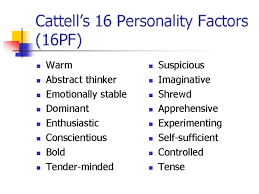 Cattell's 16 Personality Factors
(16PF)
Warm
Abstract thinker
Emotionally stable
Dominant
Enthusiastic
Conscientious
Bold
Tender-minded
Suspicious
Imaginative
Shrewd
Apprehensive
Experimenting
Self-sufficient
Controlled
Tense